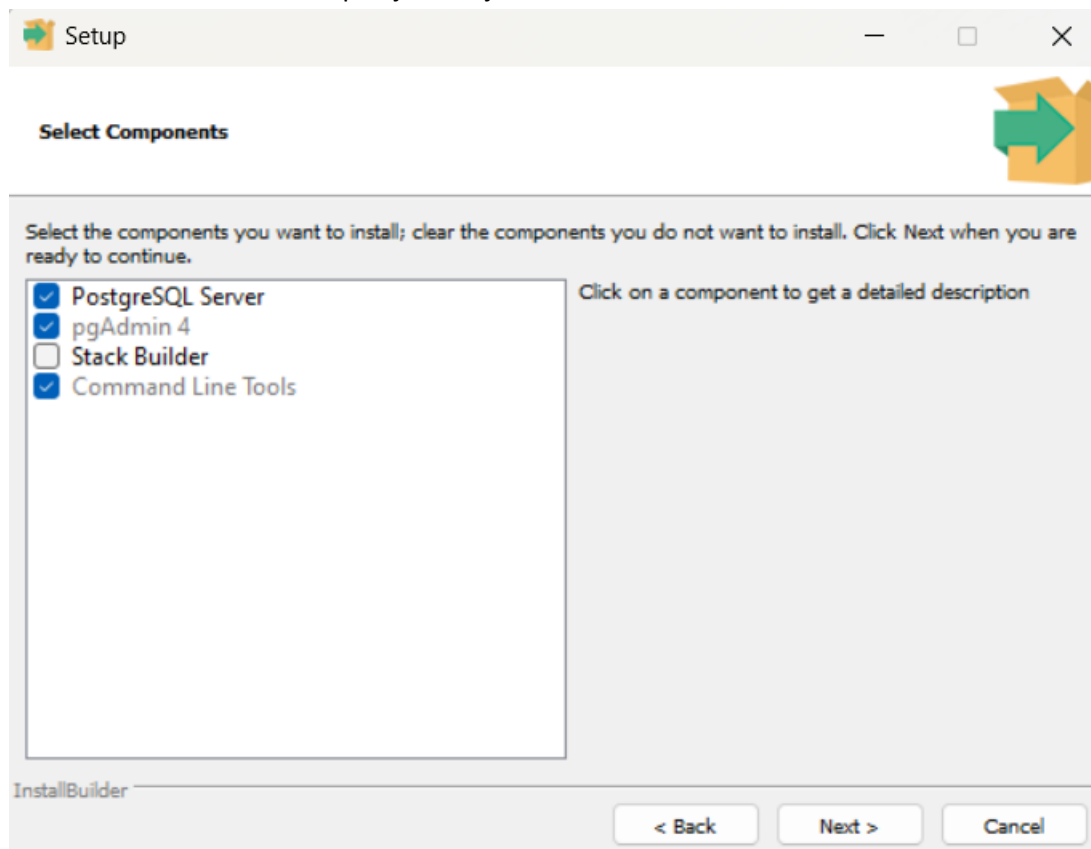 Setup
Select Components
Select the components you want to install; clear the components you do not want to install. Click Next when you are
ready to continue.
PostgreSQL Server
pgAdmin 4
Stack Builder
Command Line Tools
Click on a component to get a detailed description
InstallBuilder
< Back
Next >
Cancel